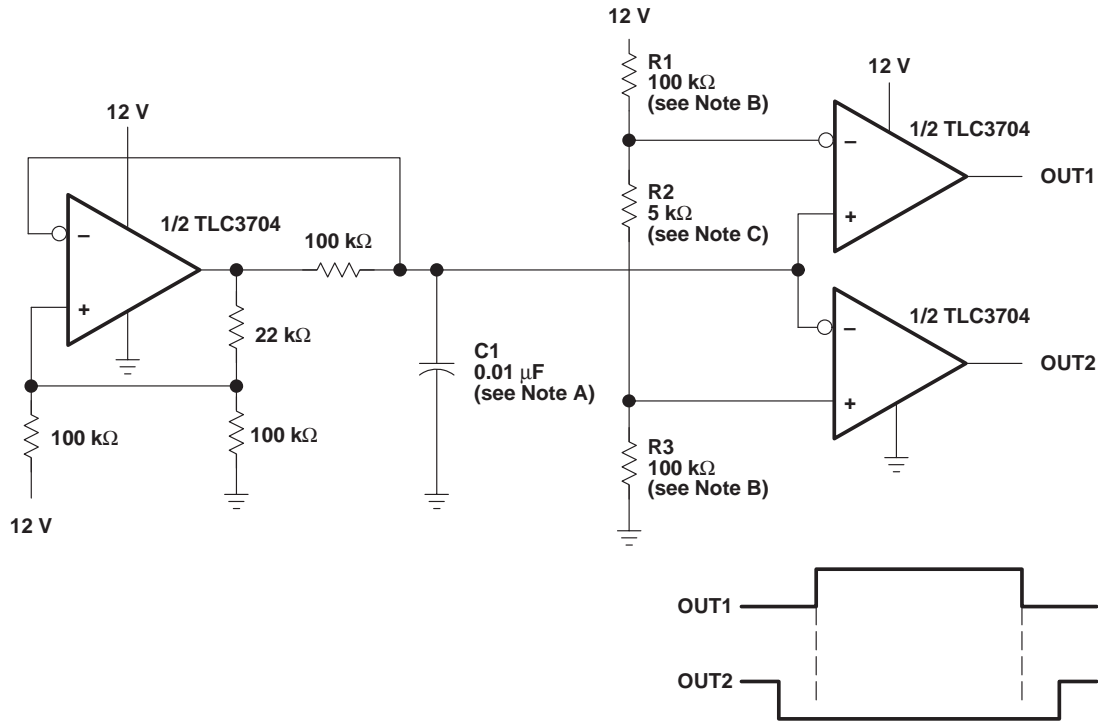 12 V
R1
100 kΩ
(see Note B)
12 V
1/2 TLC3704
−
+
OUT1
12 V
1/2 TLC3704
−
+
100 kΩ
22 kΩ
100 kΩ
100 kΩ
12 V
C1
0.01 μF
(see Note A)
R2
5 kΩ
(see Note C)
1/2 TLC3704
−
+
OUT2
R3
100 kΩ
(see Note B)
OUT1
OUT2